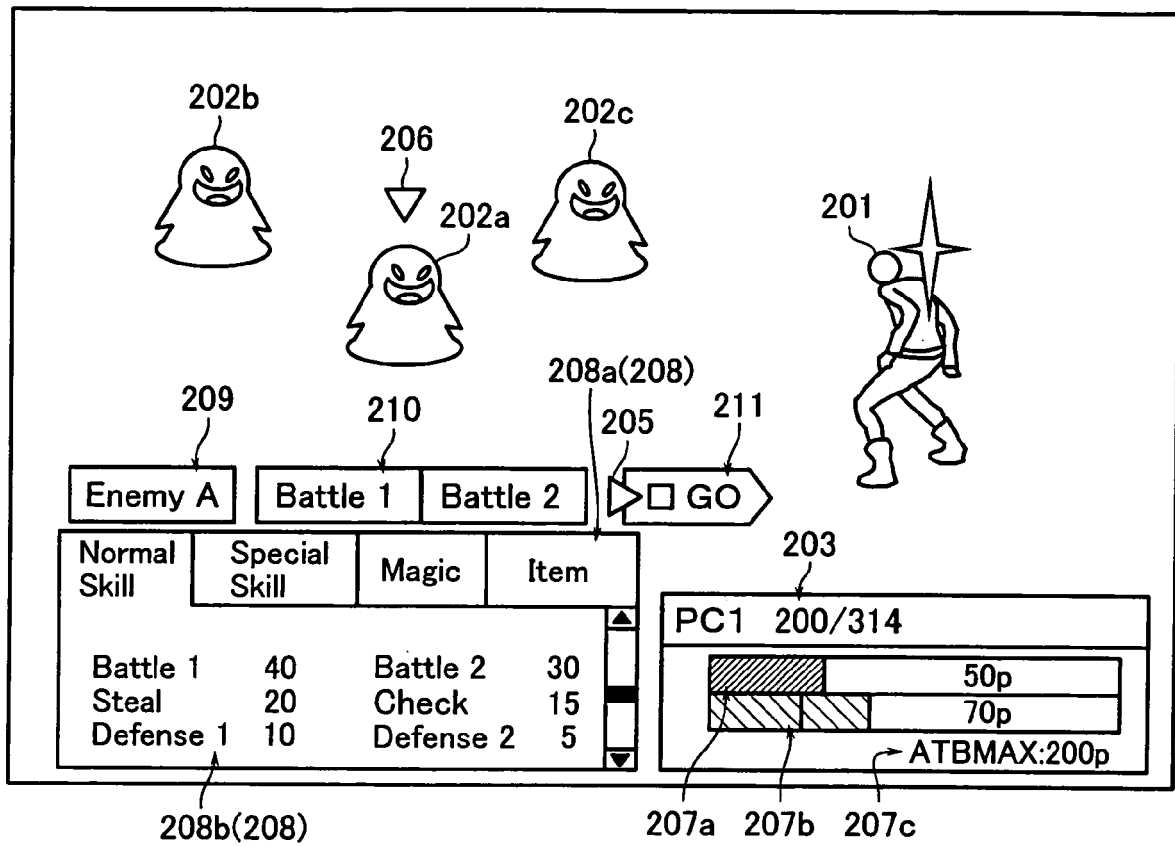 202b
202c
206
202a
201
208a(208)
209
210
205
211
Enemy A
Battle 1
Battle 2
□ GO
Normal Skill
Special Skill
Magic
Item
203
PC1 200/314
Battle 1 40 Battle 2 30
50p
Steal 20 Check 15
70p
Defense 1 10 Defense 2 5
ATBMAX:200p
208b(208)
207a
207b
207c